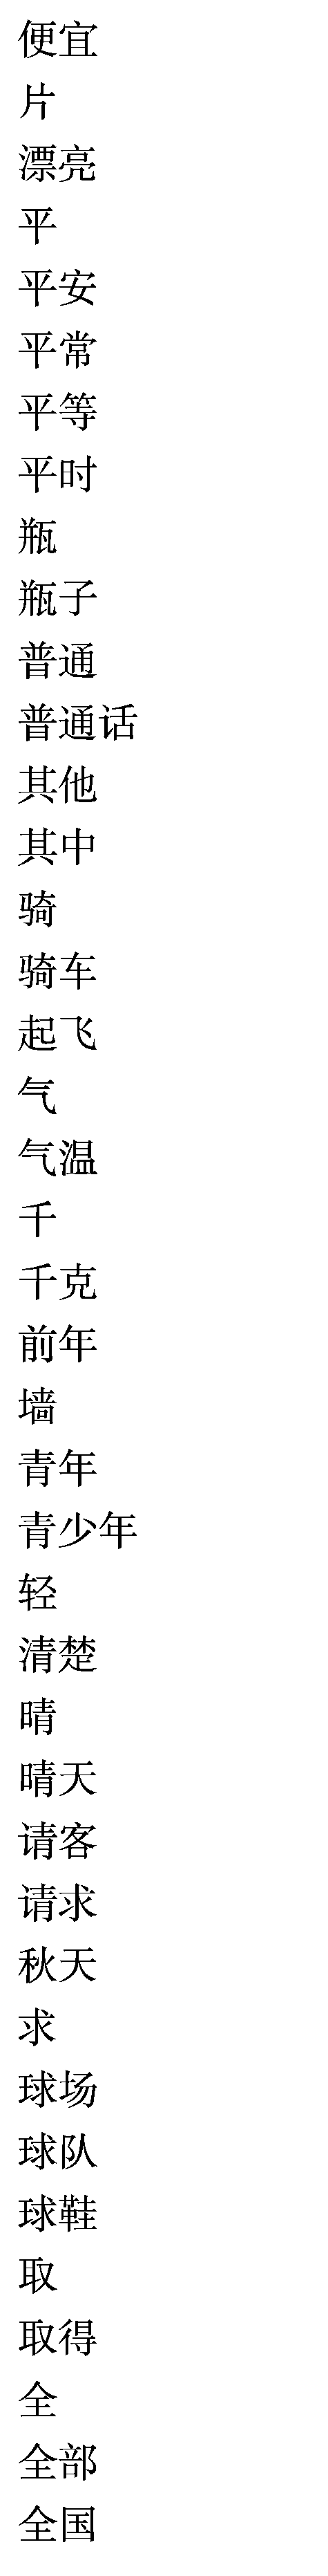 便宜
片
漂亮
平
平安
平常
平等
平时
瓶
瓶子
普通
普通话
其他
其中
骑
骑车
起飞
气
气温
千
千克
前年
墙
青年
青少年
轻
清楚
晴
晴天
请客
请求
秋天
求
球场
球队
球鞋
取
取得
全
全部
全国